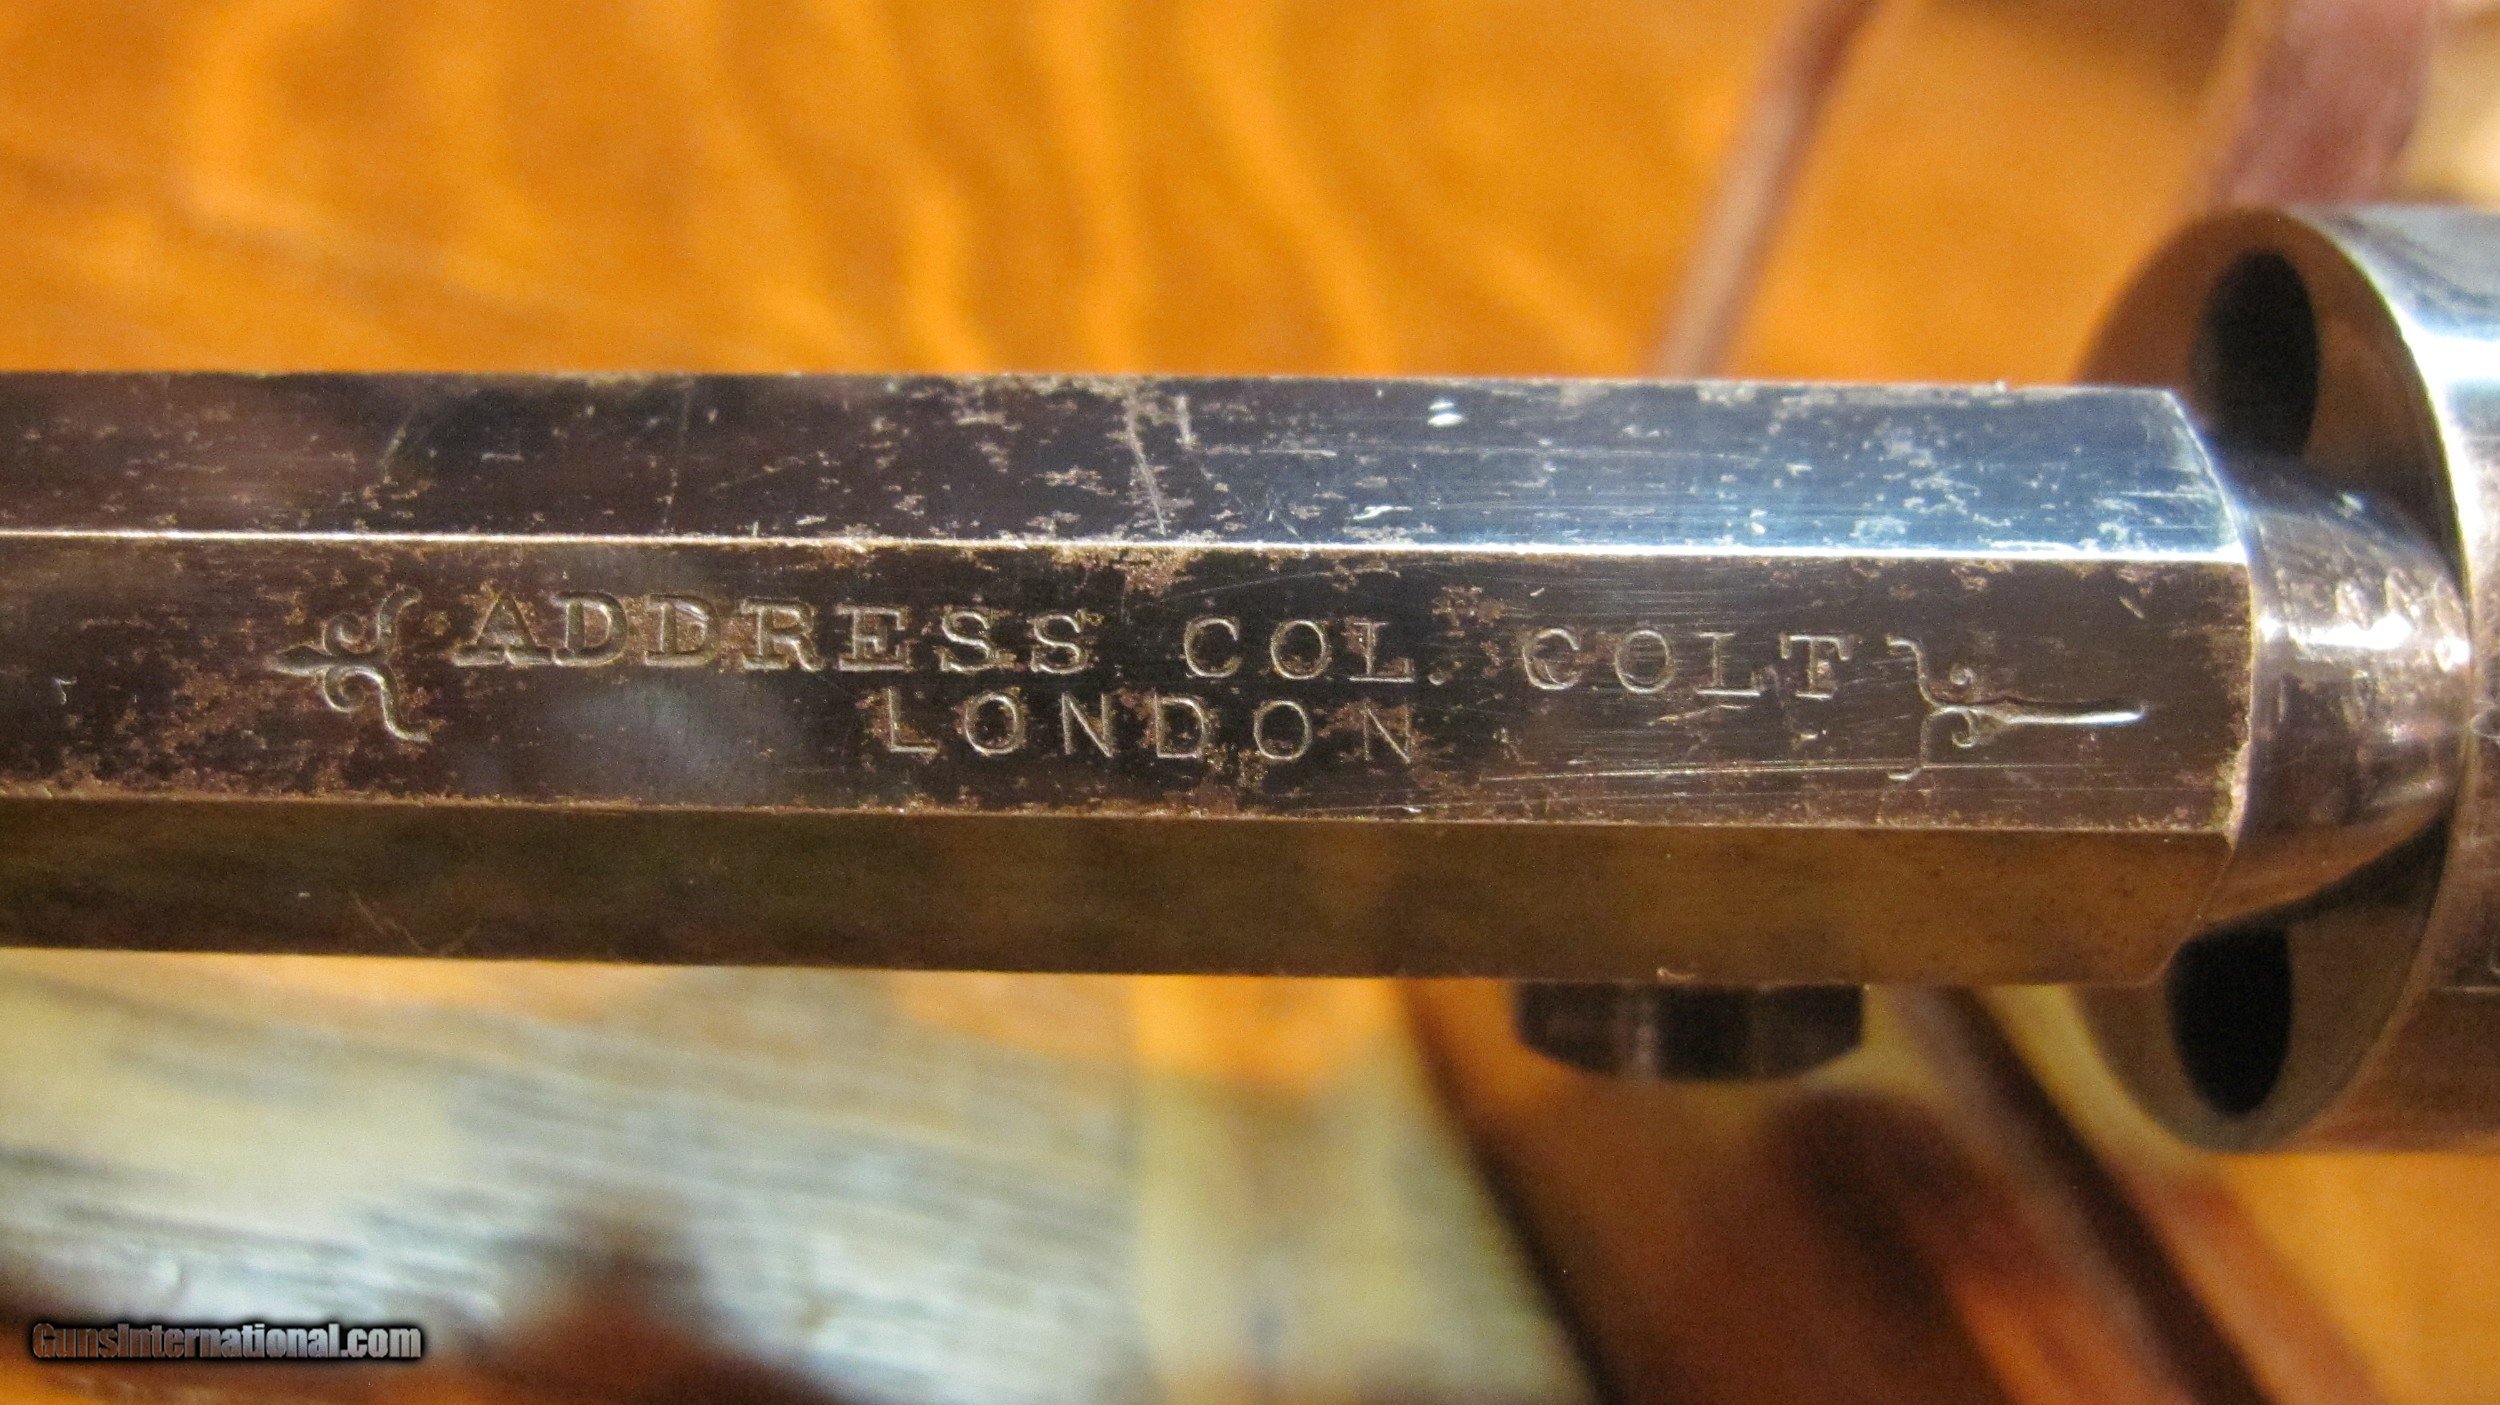 ADDRESS COL. COLT
LONDON
GunsInternational.com